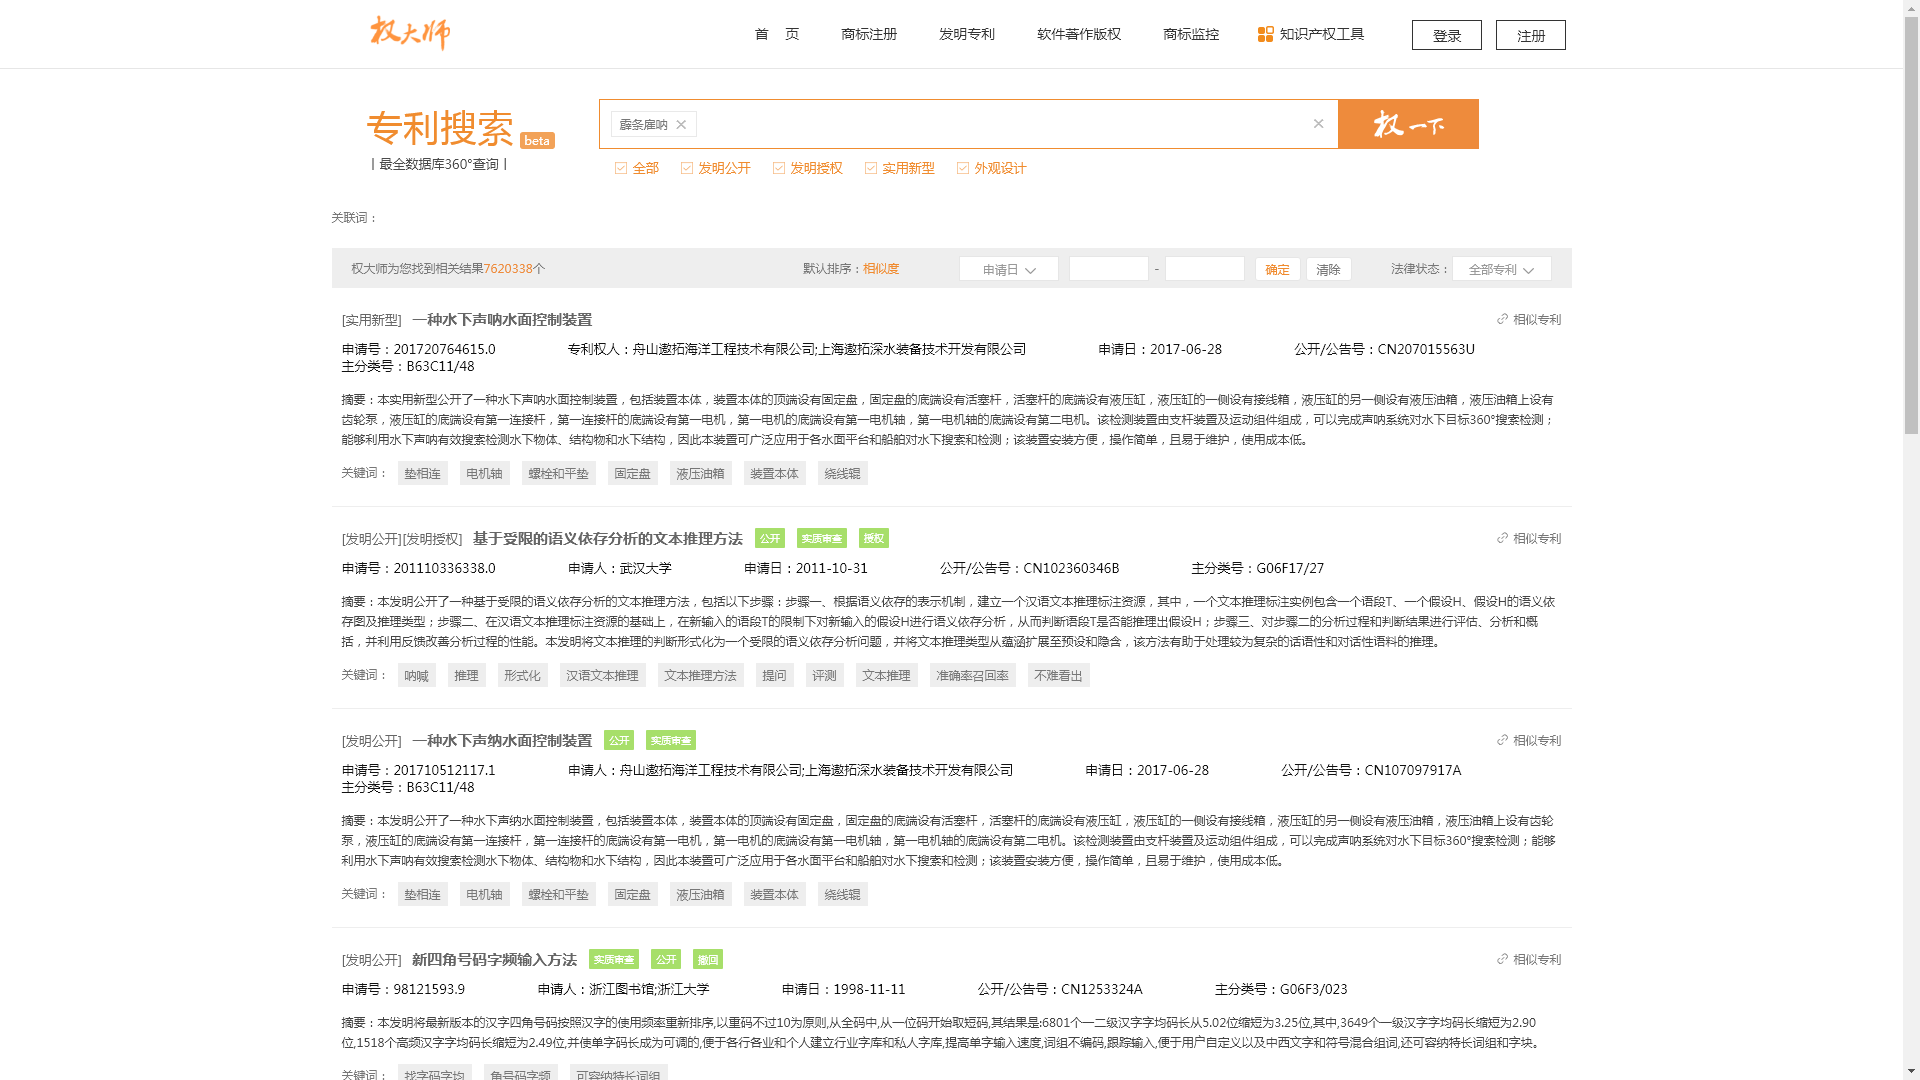 权大师
首 页 商标注册 发明专利 软件著作版权 商标监控 知识产权工具 登录 注册
专利搜索 beta
|最全数据库360°查询|
霹条雇呐 权一下
全部 发明公开 发明授权 实用新型 外观设计
关联词：
权大师为您找到相关结果7620338个 默认排序：相似度 申请日 - 确定 清除 法律状态： 全部专利
[实用新型] 一种水下声呐水面控制装置 相似专利
申请号：201720764615.0 专利权人：舟山遨拓海洋工程技术有限公司;上海遨拓深水装备技术开发有限公司 申请日：2017-06-28 公开/公告号：CN207015563U
主分类号：B63C11/48
摘要：本实用新型公开了一种水下声呐水面控制装置，包括装置本体，装置本体的顶端设有固定盘，固定盘的底端设有活塞杆，活塞杆的底端设有液压缸，液压缸的一侧设有接线箱，液压缸的另一侧设有液压油箱，液压油箱上设有
齿轮泵，液压缸的底端设有第一连接杆，第一连接杆的底端设有第一电机，第一电机的底端设有第一电机轴，第一电机轴的底端设有第二电机。该检测装置由支杆装置及运动组件组成，可以完成声呐系统对水下目标360°搜索检测；
能够利用水下声呐有效搜索检测水下物体、结构物和水下结构，因此本装置可广泛应用于各水面平台和船舶对水下搜索和检测；该装置安装方便，操作简单，且易于维护，使用成本低。
关键词： 垫相连 电机轴 螺栓和平垫 固定盘 液压油箱 装置本体 绕线辊
[发明公开][发明授权] 基于受限的语义依存分析的文本推理方法 公开 实质审查 授权 相似专利
申请号：201110336338.0 申请人：武汉大学 申请日：2011-10-31 公开/公告号：CN102360346B 主分类号：G06F17/27
摘要：本发明公开了一种基于受限的语义依存分析的文本推理方法，包括以下步骤：步骤一、根据语义依存的表示机制，建立一个汉语文本推理标注资源，其中，一个文本推理标注实例包含一个语段T、一个假设H、假设H的语义依
存图及推理类型；步骤二、在汉语文本推理标注资源的基础上，在新输入的语段T的限制下对新输入的假设H进行语义依存分析，从而判断语段T是否能推理出假设H；步骤三、对步骤二的分析过程和判断结果进行评估、分析和概
括，并利用反馈改善分析过程的性能。本发明将文本推理的判断形式化为一个受限的语义依存分析问题，并将文本推理类型从蕴涵扩展至预设和隐含，该方法有助于处理较为复杂的话语性和对话性语料的推理。
关键词： 呐喊 推理 形式化 汉语文本推理 文本推理方法 提问 评测 文本推理 准确率召回率 不难看出
[发明公开] 一种水下声纳水面控制装置 公开 实质审查 相似专利
申请号：201710512117.1 申请人：舟山遨拓海洋工程技术有限公司;上海遨拓深水装备技术开发有限公司 申请日：2017-06-28 公开/公告号：CN107097917A
主分类号：B63C11/48
摘要：本发明公开了一种水下声纳水面控制装置，包括装置本体，装置本体的顶端设有固定盘，固定盘的底端设有活塞杆，活塞杆的底端设有液压缸，液压缸的一侧设有接线箱，液压缸的另一侧设有液压油箱，液压油箱上设有齿轮
泵，液压缸的底端设有第一连接杆，第一连接杆的底端设有第一电机，第一电机的底端设有第一电机轴，第一电机轴的底端设有第二电机。该检测装置由支杆装置及运动组件组成，可以完成声呐系统对水下目标360°搜索检测；能够
利用水下声呐有效搜索检测水下物体、结构物和水下结构，因此本装置可广泛应用于各水面平台和船舶对水下搜索和检测；该装置安装方便，操作简单，且易于维护，使用成本低。
关键词： 垫相连 电机轴 螺栓和平垫 固定盘 液压油箱 装置本体 绕线辊
[发明公开] 新四角号码字频输入方法 实质审查 公开 撤回 相似专利
申请号：98121593.9 申请人：浙江图书馆;浙江大学 申请日：1998-11-11 公开/公告号：CN1253324A 主分类号：G06F3/023
摘要：本发明将最新版本的汉字四角号码按照汉字的使用频率重新排序,以重码不过10为原则,从全码中,从一位码开始取短码,其结果是:6801个一二级汉字字均码长从5.02位缩短为3.25位,其中,3649个一级汉字字均码长缩短为2.90
位,1518个高频汉字字均码长缩短为2.49位,并使单字码长成为可调的,便于各行各业和个人建立行业字库和私人字库,提高单字输入速度,词组不编码,跟踪输入,便于用户自定义以及中西文字和符号混合组词,还可容纳特长词组和字块。
关键词： 找字码字均 角号码字频 可容纳特长词组